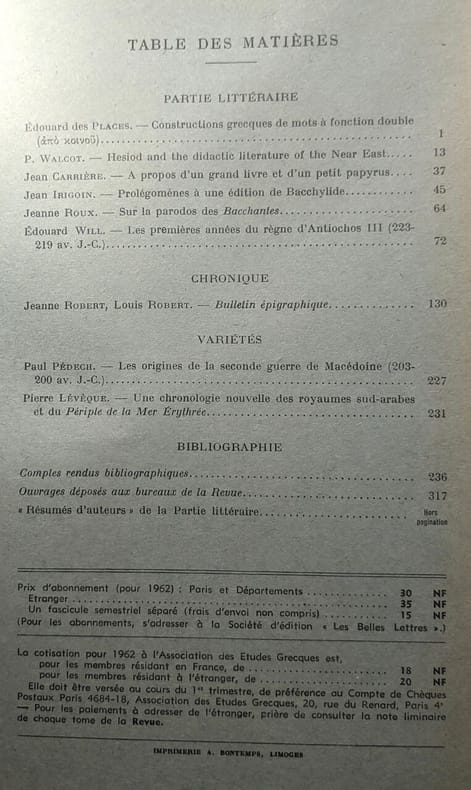 TABLE DES MATIÈRES
PARTIE LITTÉRAIRE
Édouard des PLACES. — Constructions grecques de mots à fonction double
(ἀπὸ κοινοῦ)........ 1
P. WALCOT. — Hesiod and the didactic literature of the Near East..... 13
Jean CARRIÈRE. — A propos d'un grand livre et d'un petit papyrus.... 37
Jean IRIGOIN. — Prolégomènes à une édition de Bacchylide........... 45
Jeanne ROUX. — Sur la parodos des Bacchantes........ 64
Édouard WILL. — Les premières années du règne d'Antiochos III (223-
219 av. J.-C.)........ 72
CHRONIQUE
Jeanne ROBERT, Louis ROBERT. — Bulletin épigraphique............. 130
VARIÉTÉS
Paul PÉDECH. — Les origines de la seconde guerre de Macédoine (203-
200 av. J.-C.)........ 227
Pierre LÉVÊQUE. — Une chronologie nouvelle des royaumes sud-arabes
et du Périple de la Mer Érythrée........ 231
BIBLIOGRAPHIE
Comptes rendus bibliographiques........ 236
Ouvrages déposés aux bureaux de la Revue........ 317
« Résumés d'auteurs » de la Partie littéraire........ Hors
pagination
Prix d'abonnement (pour 1962) : Paris et Départements ............ 30 NF
Etranger ........ 35 NF
Un fascicule semestriel séparé (frais d'envoi non compris) ............ 15 NF
(Pour les abonnements, s'adresser à la Société d'édition « Les Belles Lettres ».)
La cotisation pour 1962 à l'Association des Etudes Grecques est,
pour les membres résidant en France, de ........ 18 NF
pour les membres résidant à l'étranger, de ........ 20 NF
Elle doit être versée au cours du 1er trimestre, de préférence au Compte de Chèques
Postaux Paris 4684-18, Association des Etudes Grecques, 20, rue du Renard, Paris 4e
— Pour les paiements à adresser de l'étranger, prière de consulter la note liminaire
de chaque tome de la Revue.
IMPRIMERIE A. BONTEMPS, LIMOGES